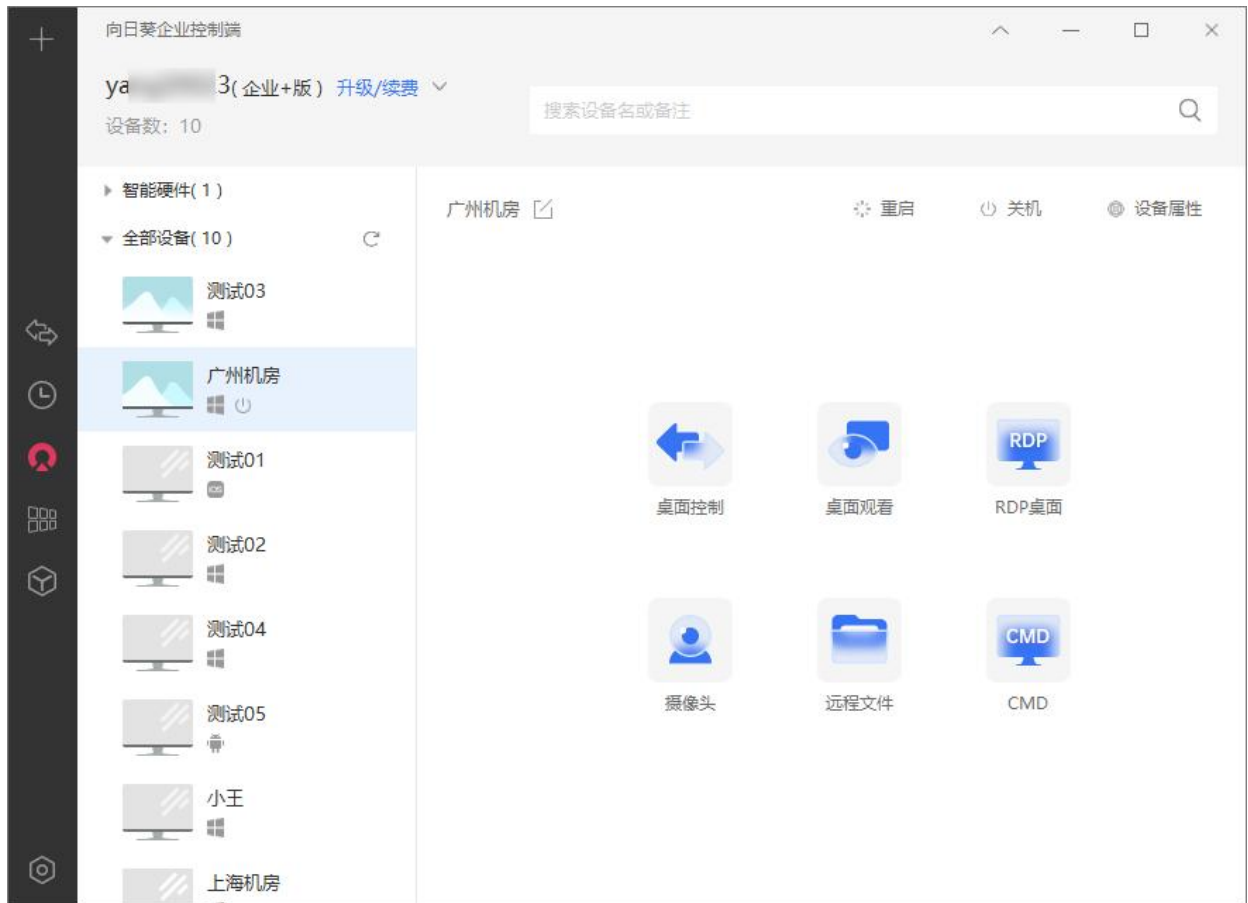 向日葵企业控制端
ya 3(企业+版) 升级/续费
设备数: 10
搜索设备名或备注
智能硬件( 1 )
全部设备( 10 )
测试03
广州机房
测试01
iOS
测试02
测试04
测试05
小王
上海机房
广州机房
重启
关机
设备属性
桌面控制
桌面观看
RDP
RDP桌面
摄像头
远程文件
CMD
CMD